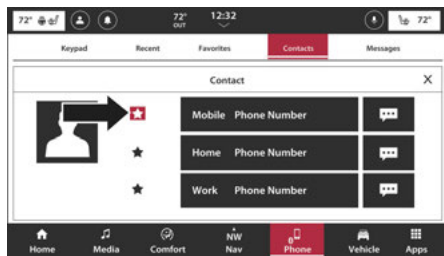 72° 72° 12:32 72°
OUT
Keypad Recent Favorites Contacts Messages
Contact X
Mobile Phone Number
Home Phone Number
Work Phone Number
NW
Home Media Comfort Nav Phone Vehicle Apps